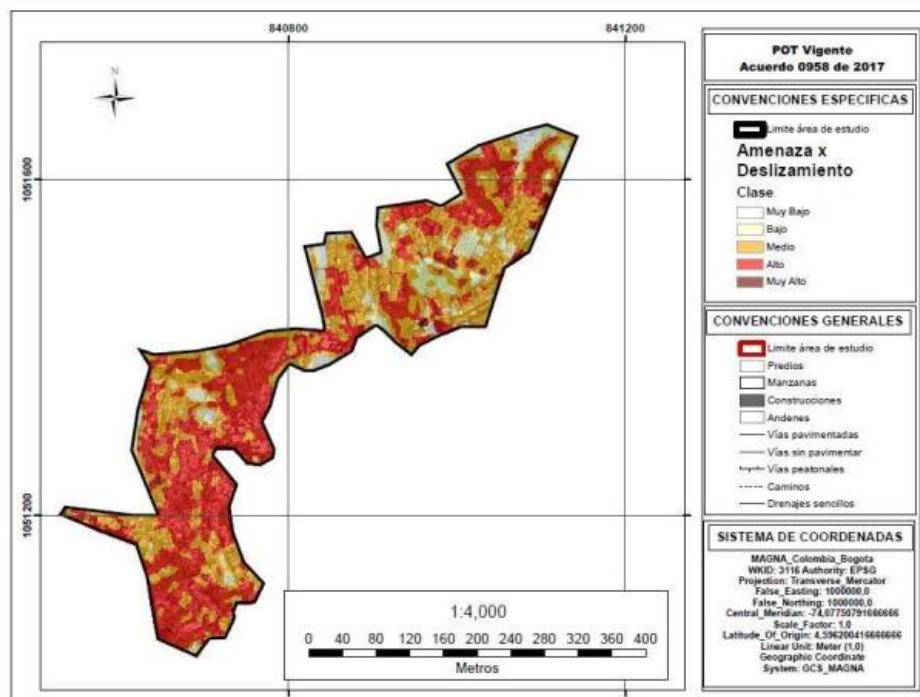 840800
841200
N
1051600
1051200
1:4,000
0 40 80 120 160 200 240 280 320 360 400
Metros
POT Vigente
Acuerdo 0958 de 2017
CONVENCIONES ESPECIFICAS
Limite área de estudio
Amenaza x
Deslizamiento
Clase
Muy Bajo
Bajo
Medio
Alto
Muy Alto
CONVENCIONES GENERALES
Limite área de estudio
Predios
Manzanas
Construcciones
Andenes
Vías pavimentadas
Vías sin pavimentar
Vías peatonales
Caminos
Drenajes sencillos
SISTEMA DE COORDENADAS
MAGNA_Colombia_Bogota
WKID: 3116 Authority: EPSG
Projection: Transverse_Mercator
False_Easting: 1000000,0
False_Northing: 1000000,0
Central_Meridian: -74,07750791666666
Scale_Factor: 1.0
Latitude_Of_Origin: 4,596200416666666
Linear Unit: Meter (1,0)
Geographic Coordinate
System: GCS_MAGNA